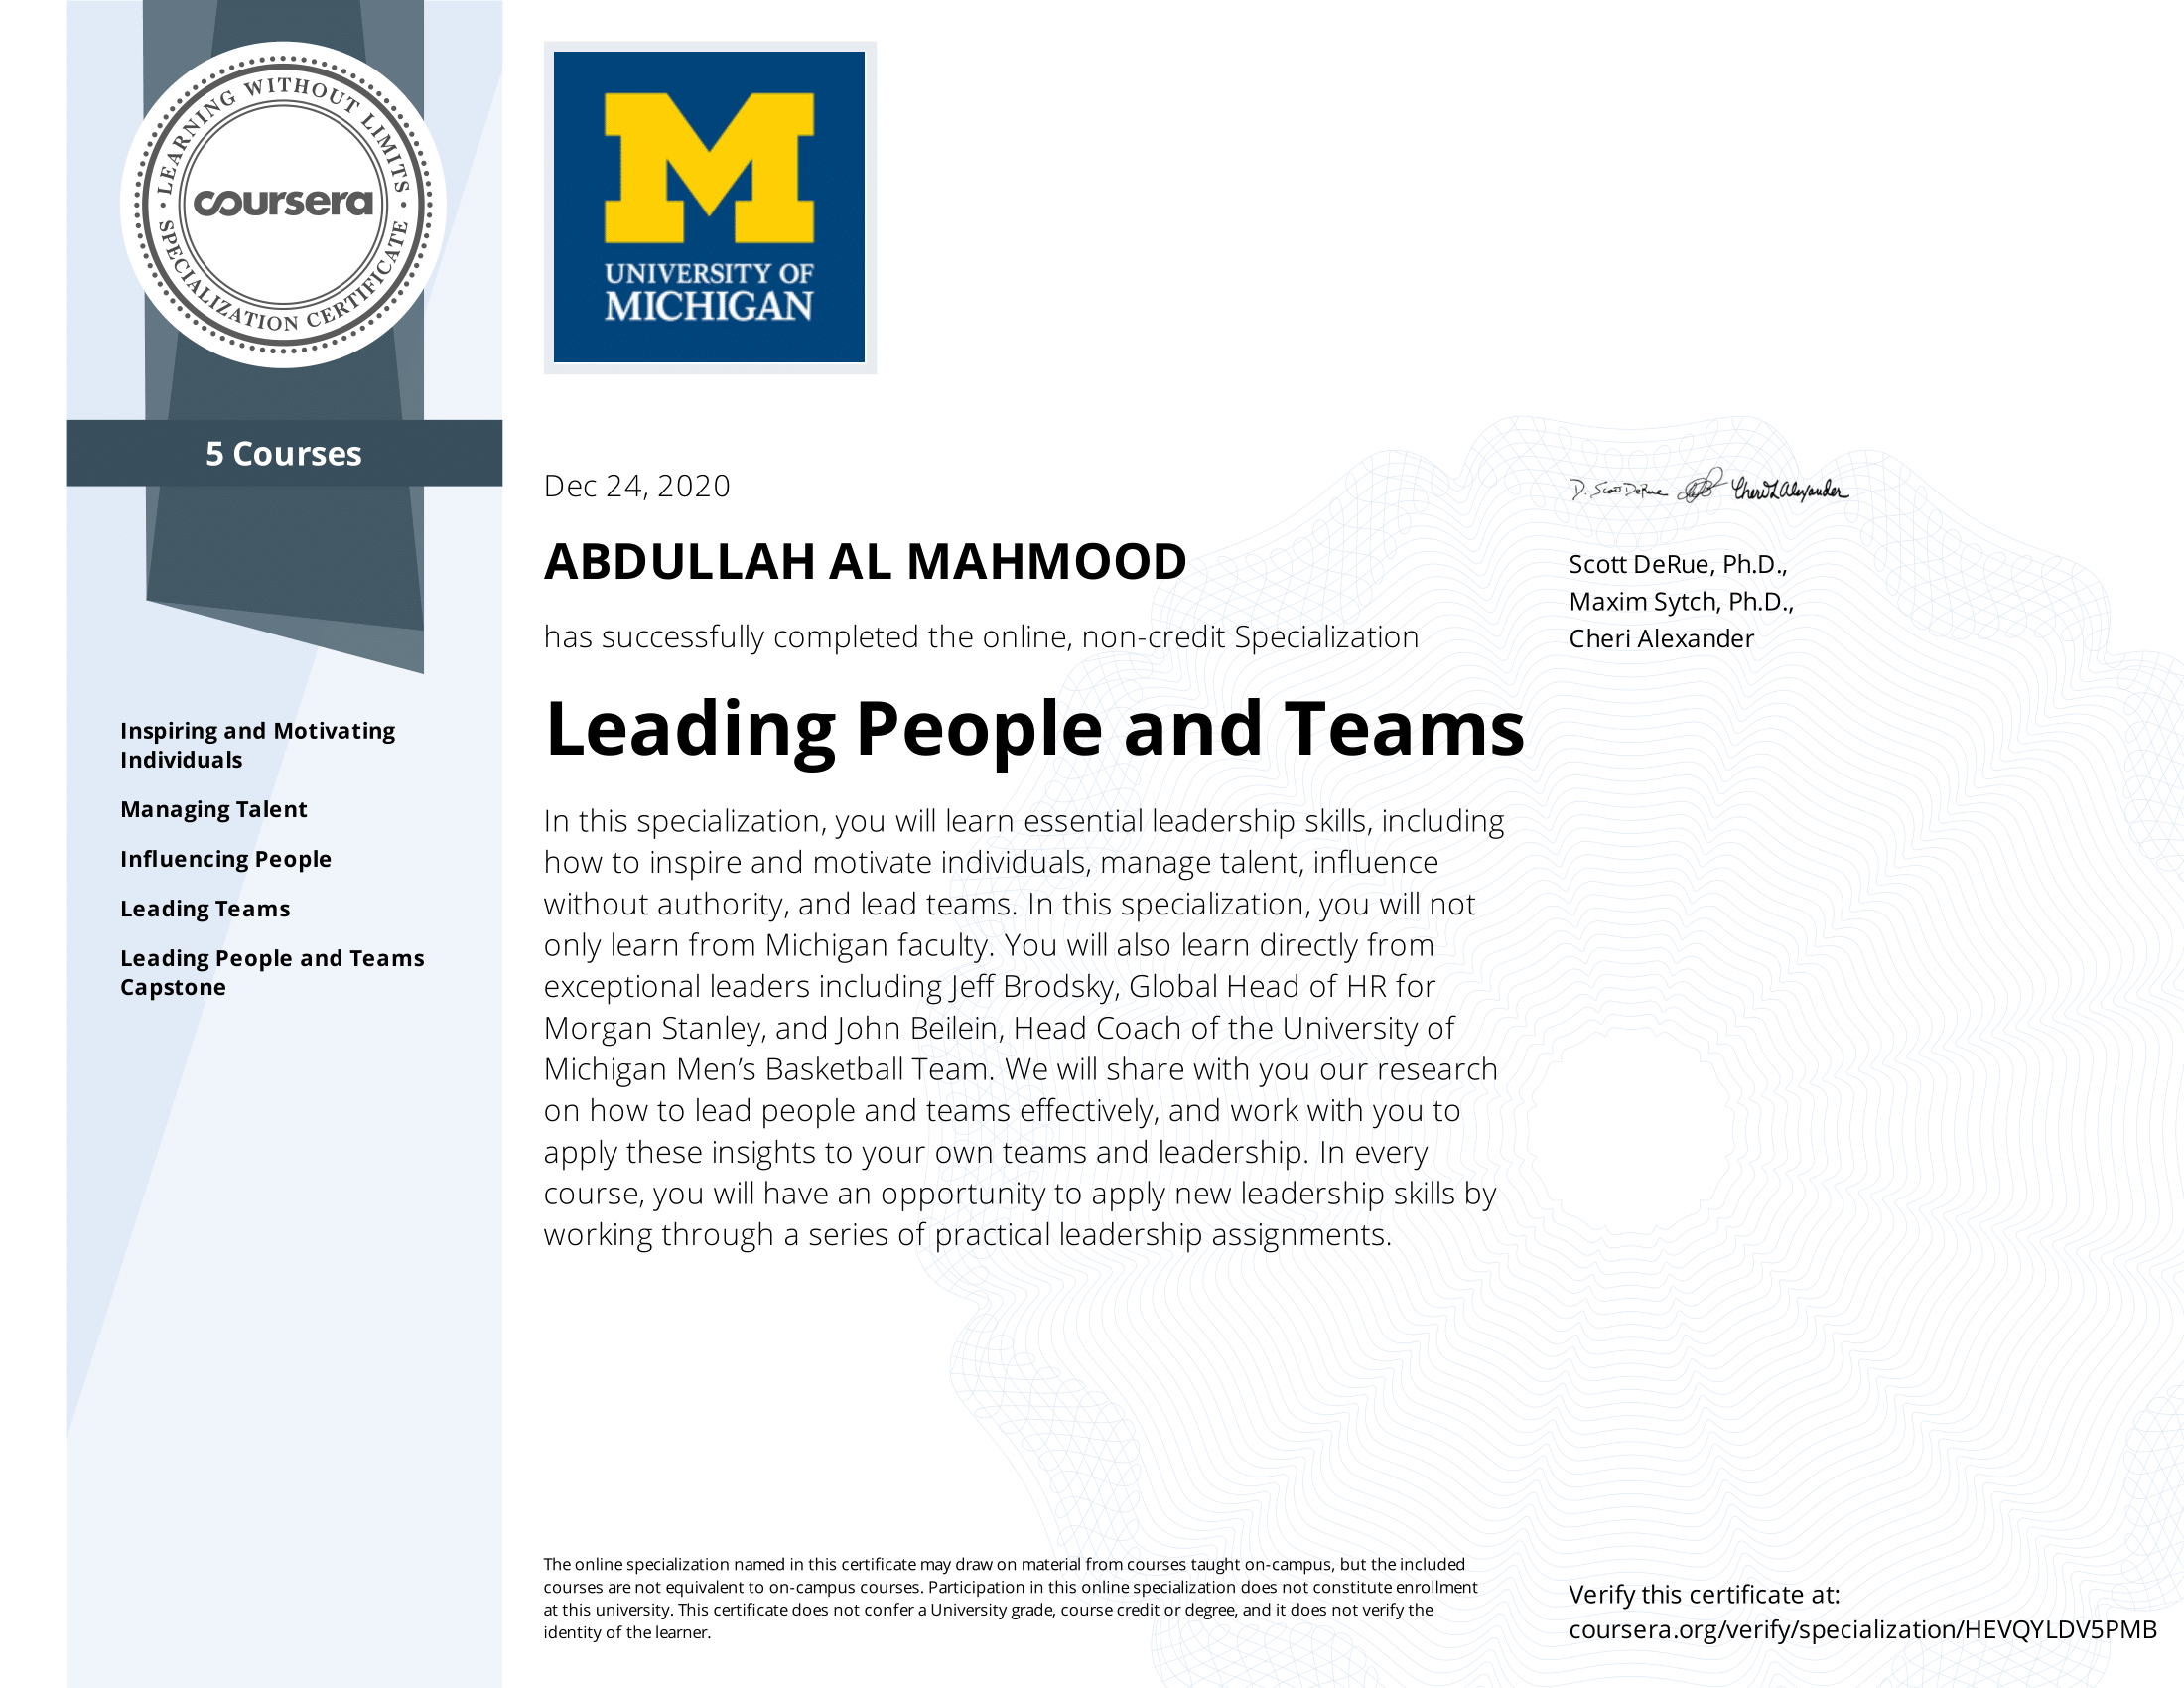 LEARNING WITHOUT LIMITS
coursera
SPECIALIZATION CERTIFICATE
5 Courses
Inspiring and Motivating
Individuals
Managing Talent
Influencing People
Leading Teams
Leading People and Teams
Capstone
UNIVERSITY OF
MICHIGAN
Dec 24, 2020
ABDULLAH AL MAHMOOD
has successfully completed the online, non-credit Specialization
Leading People and Teams
In this specialization, you will learn essential leadership skills, including
how to inspire and motivate individuals, manage talent, influence
without authority, and lead teams. In this specialization, you will not
only learn from Michigan faculty. You will also learn directly from
exceptional leaders including Jeff Brodsky, Global Head of HR for
Morgan Stanley, and John Beilein, Head Coach of the University of
Michigan Men’s Basketball Team. We will share with you our research
on how to lead people and teams effectively, and work with you to
apply these insights to your own teams and leadership. In every
course, you will have an opportunity to apply new leadership skills by
working through a series of practical leadership assignments.
The online specialization named in this certificate may draw on material from courses taught on-campus, but the included
courses are not equivalent to on-campus courses. Participation in this online specialization does not constitute enrollment
at this university. This certificate does not confer a University grade, course credit or degree, and it does not verify the
identity of the learner.
D. Scott DeRue Cheri L Alexander
Scott DeRue, Ph.D.,
Maxim Sytch, Ph.D.,
Cheri Alexander
Verify this certificate at:
coursera.org/verify/specialization/HEVQYLDV5PMB